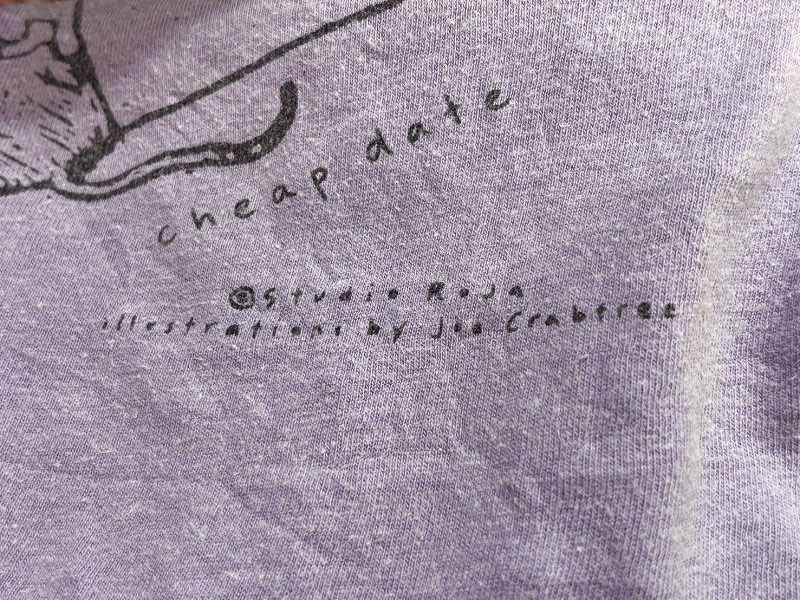 cheap date
@Studio Roja
illustrations by Joe Crabtree